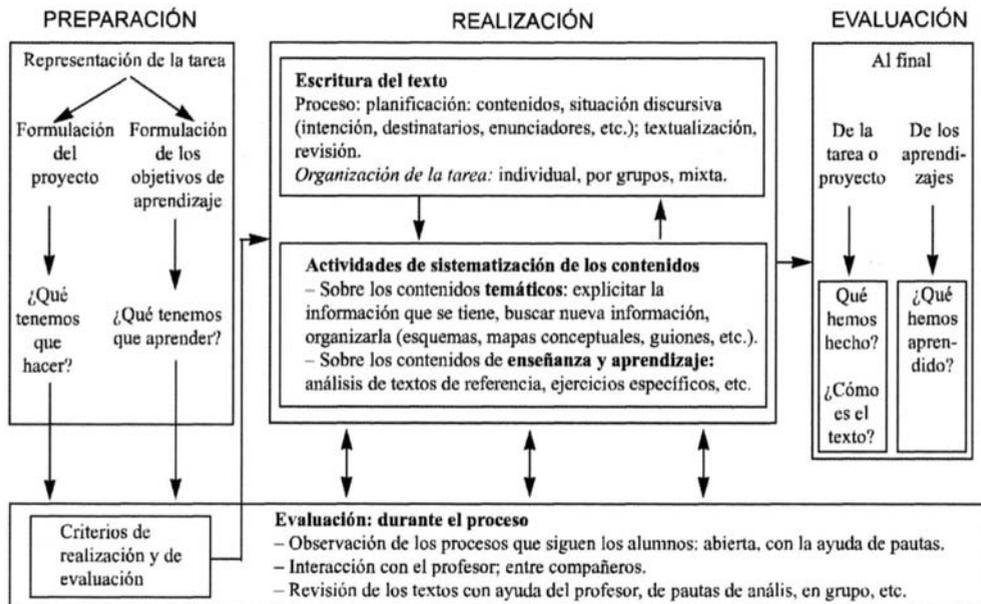 PREPARACIÓN
Representación de la tarea
Formulación
del
proyecto
Formulación
de los
objetivos de
aprendizaje
¿Qué
tenemos
que
hacer?
¿Qué tenemos
que aprender?
REALIZACIÓN
Escritura del texto
Proceso: planificación: contenidos, situación discursiva
(intención, destinatarios, enunciadores, etc.); textualización,
revisión.
Organización de la tarea: individual, por grupos, mixta.
Actividades de sistematización de los contenidos
– Sobre los contenidos temáticos: explicitar la
información que se tiene, buscar nueva información,
organizarla (esquemas, mapas conceptuales, guiones, etc.).
– Sobre los contenidos de enseñanza y aprendizaje:
análisis de textos de referencia, ejercicios específicos, etc.
EVALUACIÓN
Al final
De la
tarea o
proyecto
De los
aprendi-
zajes
Qué
hemos
hecho?
¿Cómo
es el
texto?
¿Qué
hemos
apren-
dido?
Criterios de
realización y de
evaluación
Evaluación: durante el proceso
– Observación de los procesos que siguen los alumnos: abierta, con la ayuda de pautas.
– Interacción con el profesor; entre compañeros.
– Revisión de los textos con ayuda del profesor, de pautas de anális, en grupo, etc.